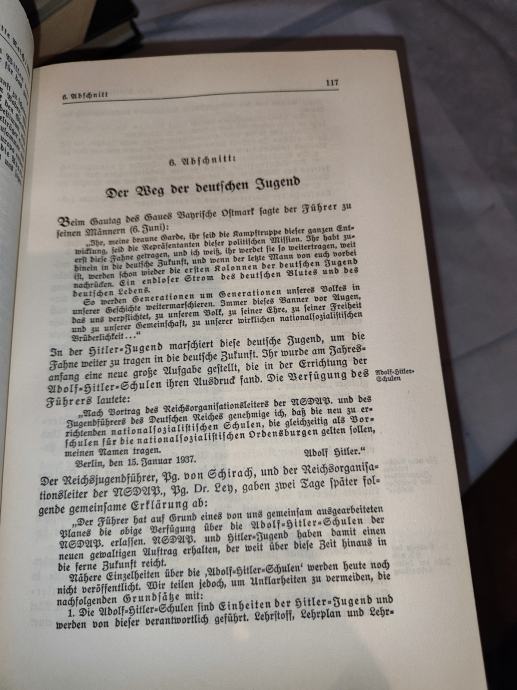 6. Abschnitt
117
6. Abschnitt:
Der Weg der deutschen Jugend
Beim Gautag des Gaues Bayrische Ostmark sagte der Führer zu
seinen Männern (6. Juni):
„Ihr, meine braune Garde, ihr seid die Kampftruppe dieser ganzen Ent-
wicklung, seid die Repräsentanten dieser politischen Mission. Ihr habt zu-
erst diese Fahne getragen, und ich weiß, ihr werdet sie so weitertragen, weit
hinein in die deutsche Zukunft, und wenn der letzte Mann von euch vorbei
ist, werden schon wieder die ersten Kolonnen der deutschen Jugend
nachrücken. Ein endloser Strom des deutschen Blutes und des
deutschen Lebens.
So werden Generationen um Generationen unseres Volkes in
unserer Geschichte weitermarschieren. Immer dieses Banner vor Augen,
das uns verpflichtet, zu unserem Volk, zu seiner Ehre, zu seiner Freiheit
und zu unserer Gemeinschaft, zu unserer wirklichen nationalsozialistischen
Brüderlichkeit..."
In der Hitler-Jugend marschiert diese deutsche Jugend, um die
Fahne weiter zu tragen in die deutsche Zukunft. Ihr wurde am Jahres-
anfang eine neue große Aufgabe gestellt, die in der Errichtung der
Adolf-Hitler-Schulen ihren Ausdruck fand. Die Verfügung des
Führers lautete:
Adolf-Hitler-
Schulen
„Nach Vortrag des Reichsorganisationsleiters der NSDAP. und des
Jugendführers des Deutschen Reiches genehmige ich, daß die neu zu er-
richtenden nationalsozialistischen Schulen, die gleichzeitig als Vor-
schulen für die nationalsozialistischen Ordensburgen gelten sollen,
meinen Namen tragen.
Berlin, den 15. Januar 1937. Adolf Hitler."
Der Reichsjugendführer, Pg. von Schirach, und der Reichsorganisa-
tionsleiter der NSDAP., Pg. Dr. Ley, gaben zwei Tage später fol-
gende gemeinsame Erklärung ab:
„Der Führer hat auf Grund eines von uns gemeinsam ausgearbeiteten
Planes die obige Verfügung über die Adolf-Hitler-Schulen der
NSDAP. erlassen. NSDAP. und Hitler-Jugend haben damit einen
neuen gewaltigen Auftrag erhalten, der weit über diese Zeit hinaus in
die ferne Zukunft reicht.
Nähere Einzelheiten über die ‚Adolf-Hitler-Schulen' werden heute noch
nicht veröffentlicht. Wir teilen jedoch, um Unklarheiten zu vermeiden, die
nachfolgenden Grundsätze mit:
1. Die Adolf-Hitler-Schulen sind Einheiten der Hitler-Jugend und
werden von dieser verantwortlich geführt. Lehrstoff, Lehrplan und Lehr-